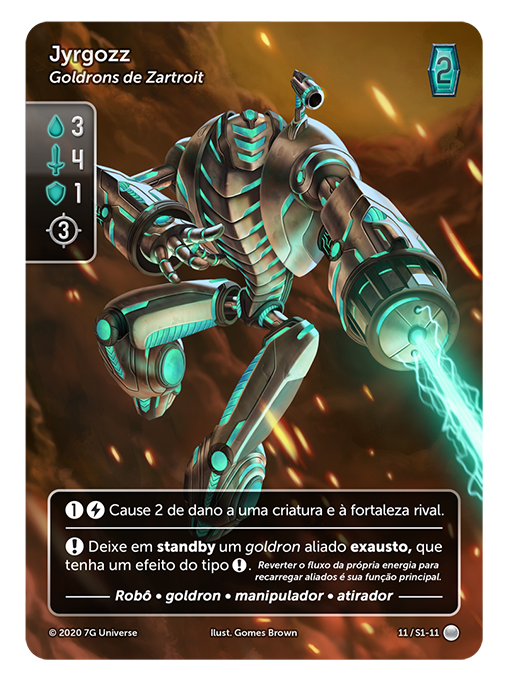 Jyrgozz
Goldrons de Zartroit
2
3
4
1
3
1 Cause 2 de dano a uma criatura e à fortaleza rival.
! Deixe em standby um goldron aliado exausto, que
tenha um efeito do tipo !. Reverter o fluxo da própria energia para
recarregar aliados é sua função principal.
Robô • goldron • manipulador • atirador
© 2020 7G Universe Ilust. Gomes Brown 11 / S1-11